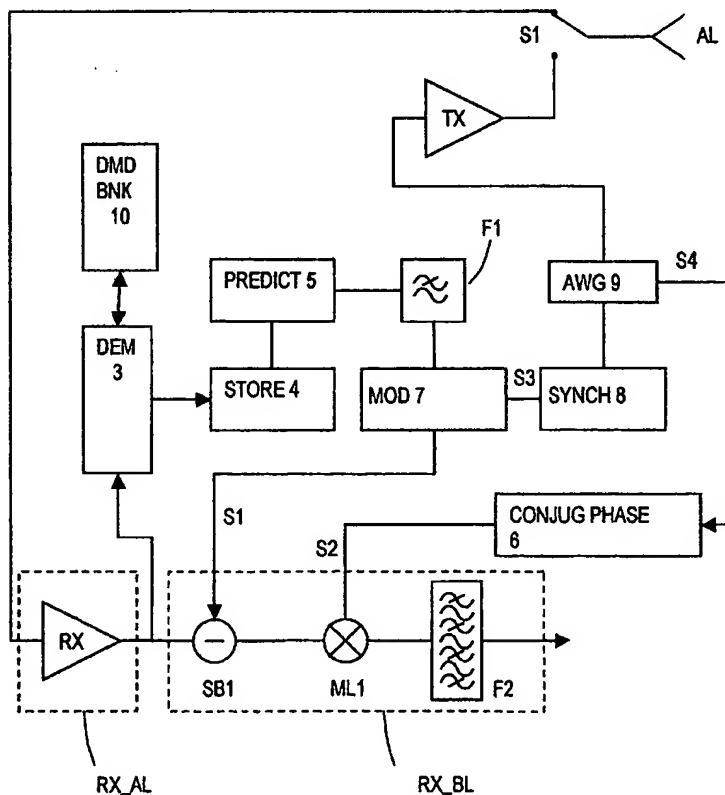 S1
AL
TX
DMD
BNK
10
F1
PREDICT 5
AWG 9
S4
DEM
3
STORE 4
MOD 7
S3
SYNCH 8
S1
S2
CONJUG PHASE
6
RX
SB1
ML1
F2
RX_AL
RX_BL